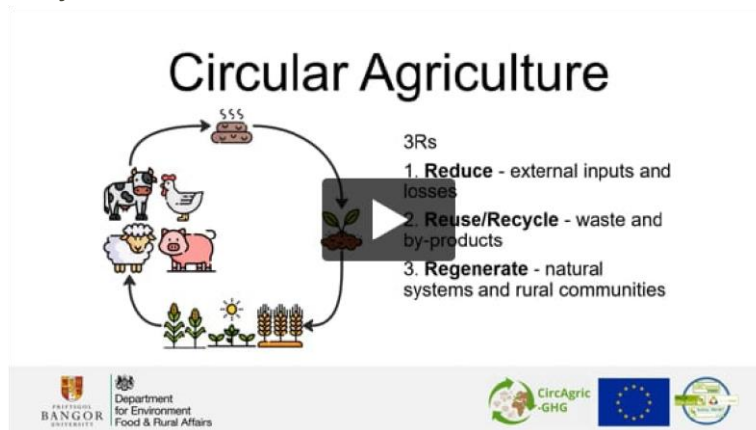 Circular Agriculture
3Rs
1. Reduce - external inputs and
losses
2. Reuse/Recycle - waste and
by-products
3. Regenerate - natural
systems and rural communities
PRIFYSGOL
BANGOR
UNIVERSITY
Department
for Environment
Food & Rural Affairs
CircAgric
-GHG